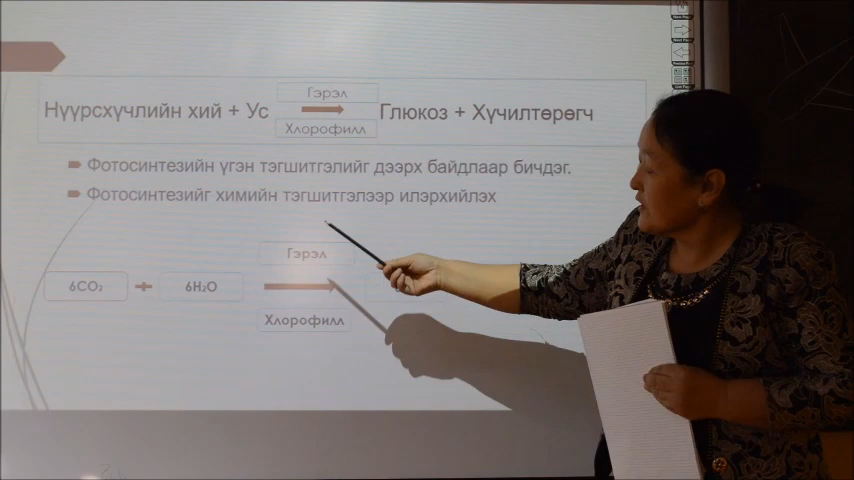 Гэрэл
Нүүрсхүчлийн хий + Ус
Глюкоз + Хүчилтөрөгч
Хлорофилл
Фотосинтезийн үгэн тэгшитгэлийг дээрх байдлаар бичдэг.
Фотосинтезийг химийн тэгшитгэлээр илэрхийлэх
Гэрэл
6CO₂ + 6H₂O
Хлорофилл